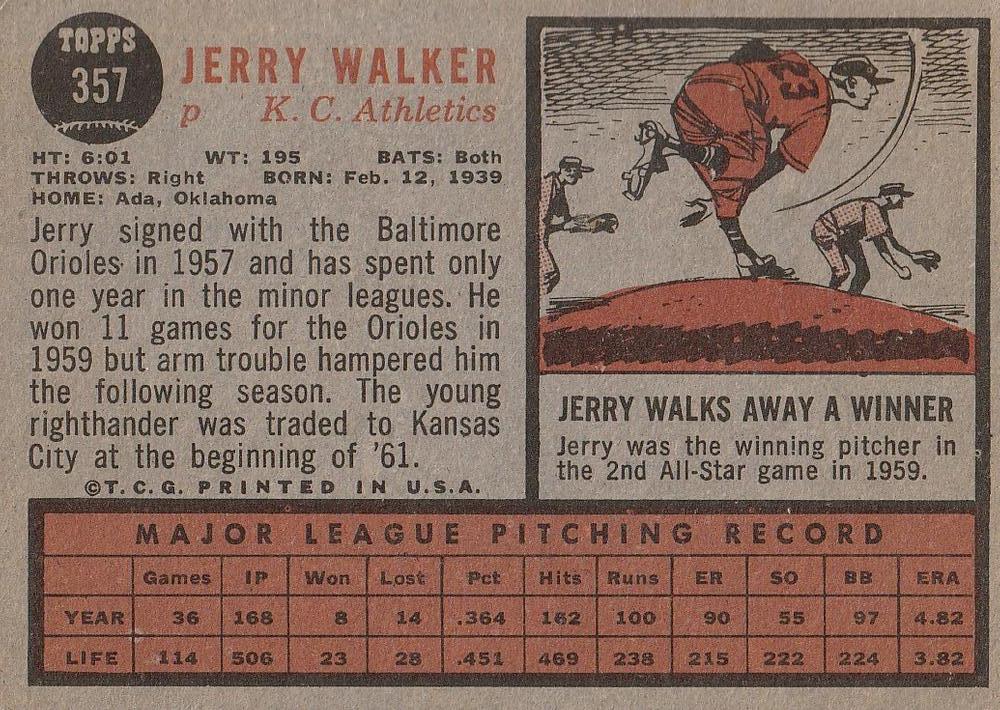 TOPPS
357
JERRY WALKER
p K. C. Athletics
HT: 6:01 WT: 195 BATS: Both
THROWS: Right BORN: Feb. 12, 1939
HOME: Ada, Oklahoma
Jerry signed with the Baltimore
Orioles in 1957 and has spent only
one year in the minor leagues. He
won 11 games for the Orioles in
1959 but arm trouble hampered him
the following season. The young
righthander was traded to Kansas
City at the beginning of '61.
©T.C.G. PRINTED IN U.S.A.
23
JERRY WALKS AWAY A WINNER
Jerry was the winning pitcher in
the 2nd All-Star game in 1959.
MAJOR LEAGUE PITCHING RECORD
Games IP Won Lost Pct Hits Runs ER SO BB ERA
YEAR 36 168 8 14 .364 162 100 90 55 97 4.82
LIFE 114 506 23 28 .451 469 238 215 222 224 3.82